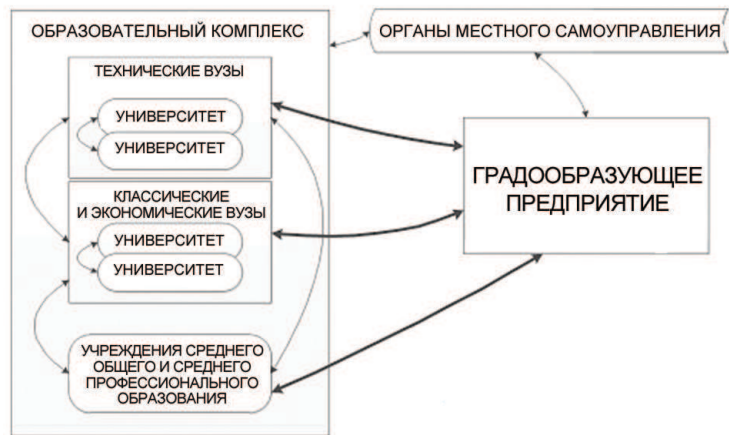 ОБРАЗОВАТЕЛЬНЫЙ КОМПЛЕКС
ОРГАНЫ МЕСТНОГО САМОУПРАВЛЕНИЯ
ТЕХНИЧЕСКИЕ ВУЗЫ
УНИВЕРСИТЕТ
УНИВЕРСИТЕТ
КЛАССИЧЕСКИЕ
И ЭКОНОМИЧЕСКИЕ ВУЗЫ
УНИВЕРСИТЕТ
УНИВЕРСИТЕТ
УЧРЕЖДЕНИЯ СРЕДНЕГО
ОБЩЕГО И СРЕДНЕГО
ПРОФЕССИОНАЛЬНОГО
ОБРАЗОВАНИЯ
ГРАДООБРАЗУЮЩЕЕ
ПРЕДПРИЯТИЕ